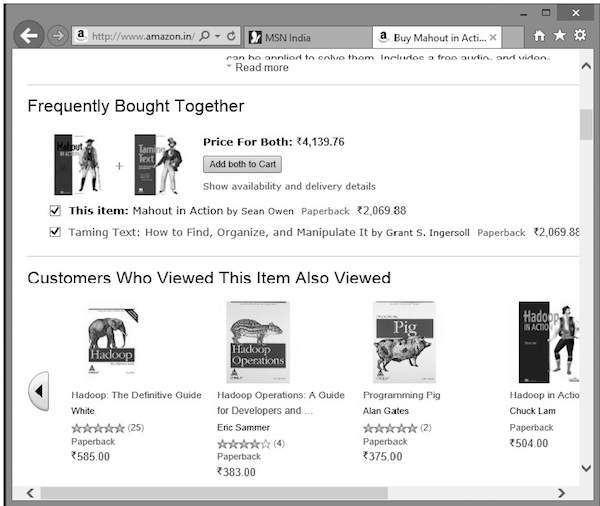 http://www.amazon.in/
MSN India
Buy Mahout in Acti...
can be applied to solve them. Includes a free audio- and video-
Read more
Frequently Bought Together
Mahout
IN ACTION
+
Taming
Text
Price For Both: ₹4,139.76
Add both to Cart
Show availability and delivery details
This item: Mahout in Action by Sean Owen Paperback ₹2,069.88
Taming Text: How to Find, Organize, and Manipulate It by Grant S. Ingersoll Paperback ₹2,069.88
Customers Who Viewed This Item Also Viewed
Hadoop
Hadoop
Operations
Programming
Pig
Hadoop
IN ACTION
Hadoop: The Definitive Guide
White
(25)
Paperback
₹585.00
Hadoop Operations: A Guide
for Developers and ...
Eric Sammer
(4)
Paperback
₹383.00
Programming Pig
Alan Gates
(2)
Paperback
₹375.00
Hadoop in Actio
Chuck Lam
Paperback
₹504.00